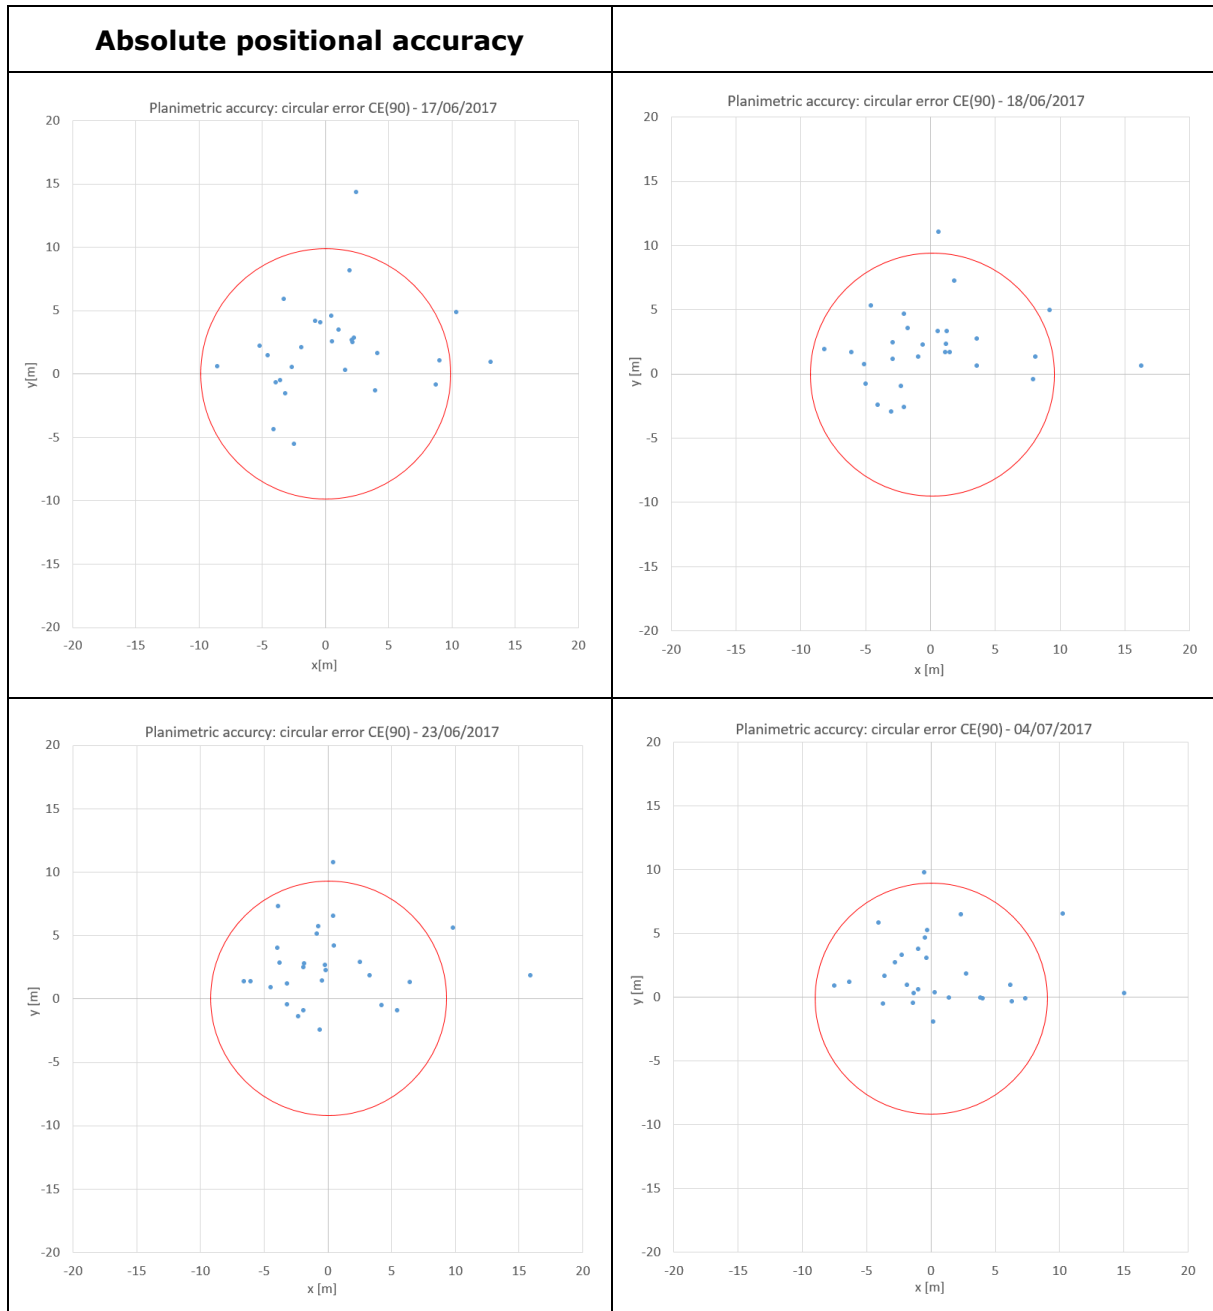 Absolute positional accuracy
Planimetric accurcy: circular error CE(90) - 17/06/2017
20
15
10
5
0
-5
-10
-15
-20
y[m]
-20 -15 -10 -5 0 5 10 15 20
x[m]
Planimetric accurcy: circular error CE(90) - 18/06/2017
20
15
10
5
0
-5
-10
-15
-20
y [m]
-20 -15 -10 -5 0 5 10 15 20
x [m]
Planimetric accurcy: circular error CE(90) - 23/06/2017
20
15
10
5
0
-5
-10
-15
-20
y [m]
-20 -15 -10 -5 0 5 10 15 20
x [m]
Planimetric accurcy: circular error CE(90) - 04/07/2017
20
15
10
5
0
-5
-10
-15
-20
y [m]
-20 -15 -10 -5 0 5 10 15 20
x [m]